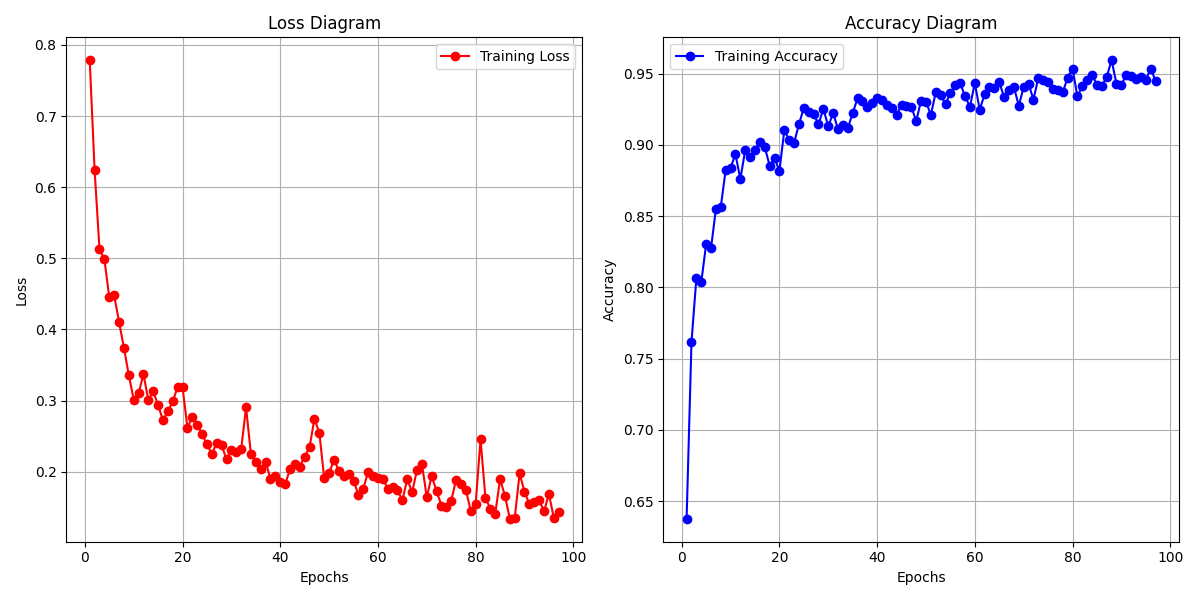 Loss Diagram
0.8
0.7
0.6
0.5
0.4
0.3
0.2
Loss
Training Loss
0 20 40 60 80 100
Epochs
Accuracy Diagram
0.95
0.90
0.85
0.80
0.75
0.70
0.65
Accuracy
Training Accuracy
0 20 40 60 80 100
Epochs